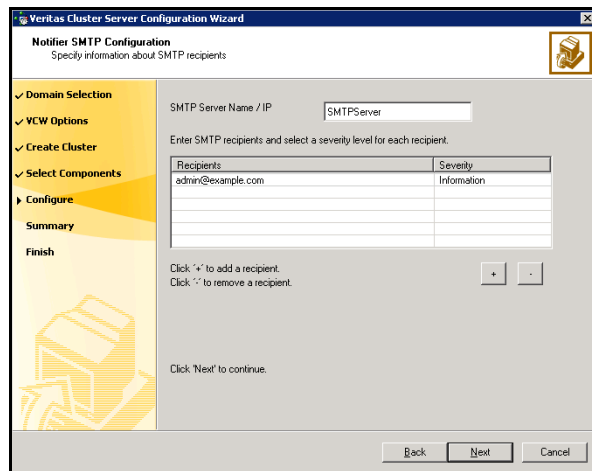 Veritas Cluster Server Configuration Wizard
Notifier SMTP Configuration
Specify information about SMTP recipients
Domain Selection
VCW Options
Create Cluster
Select Components
Configure
Summary
Finish
SMTP Server Name / IP
SMTPServer
Enter SMTP recipients and select a severity level for each recipient.
Recipients Severity
admin@example.com Information
Click '+' to add a recipient.
Click '-' to remove a recipient.
+ -
Click 'Next' to continue.
Back Next Cancel